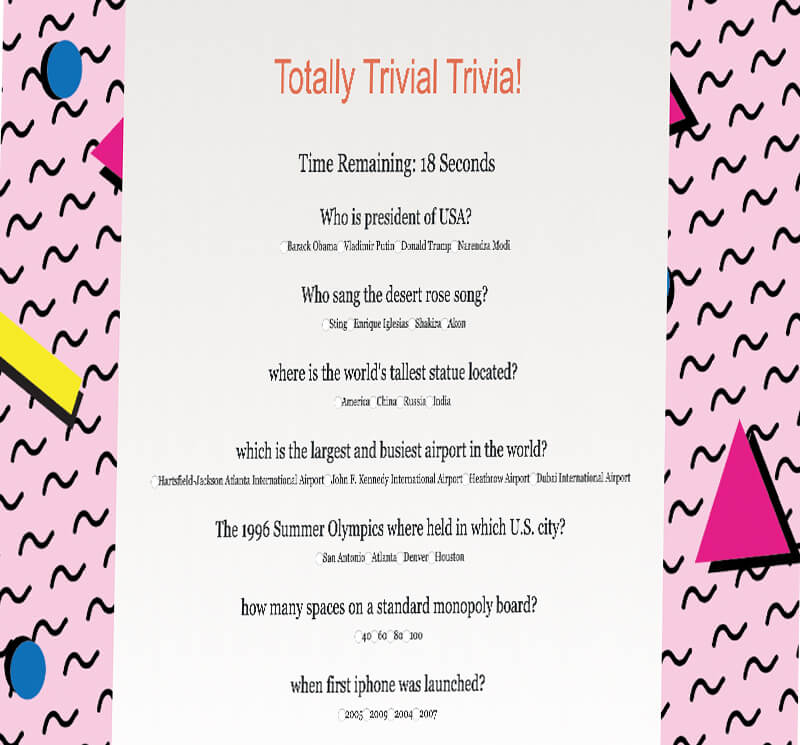 Totally Trivial Trivia!
Time Remaining: 18 Seconds
Who is president of USA?
Barack Obama Vladimir Putin Donald Trump Narendra Modi
Who sang the desert rose song?
Sting Enrique Iglesias Shakira Akon
where is the world's tallest statue located?
America China Russia India
which is the largest and busiest airport in the world?
Hartsfield-Jackson Atlanta International Airport John F. Kennedy International Airport Heathrow Airport Dubai International Airport
The 1996 Summer Olympics where held in which U.S. city?
San Antonio Atlanta Denver Houston
how many spaces on a standard monopoly board?
40 60 80 100
when first iphone was launched?
2005 2009 2004 2007